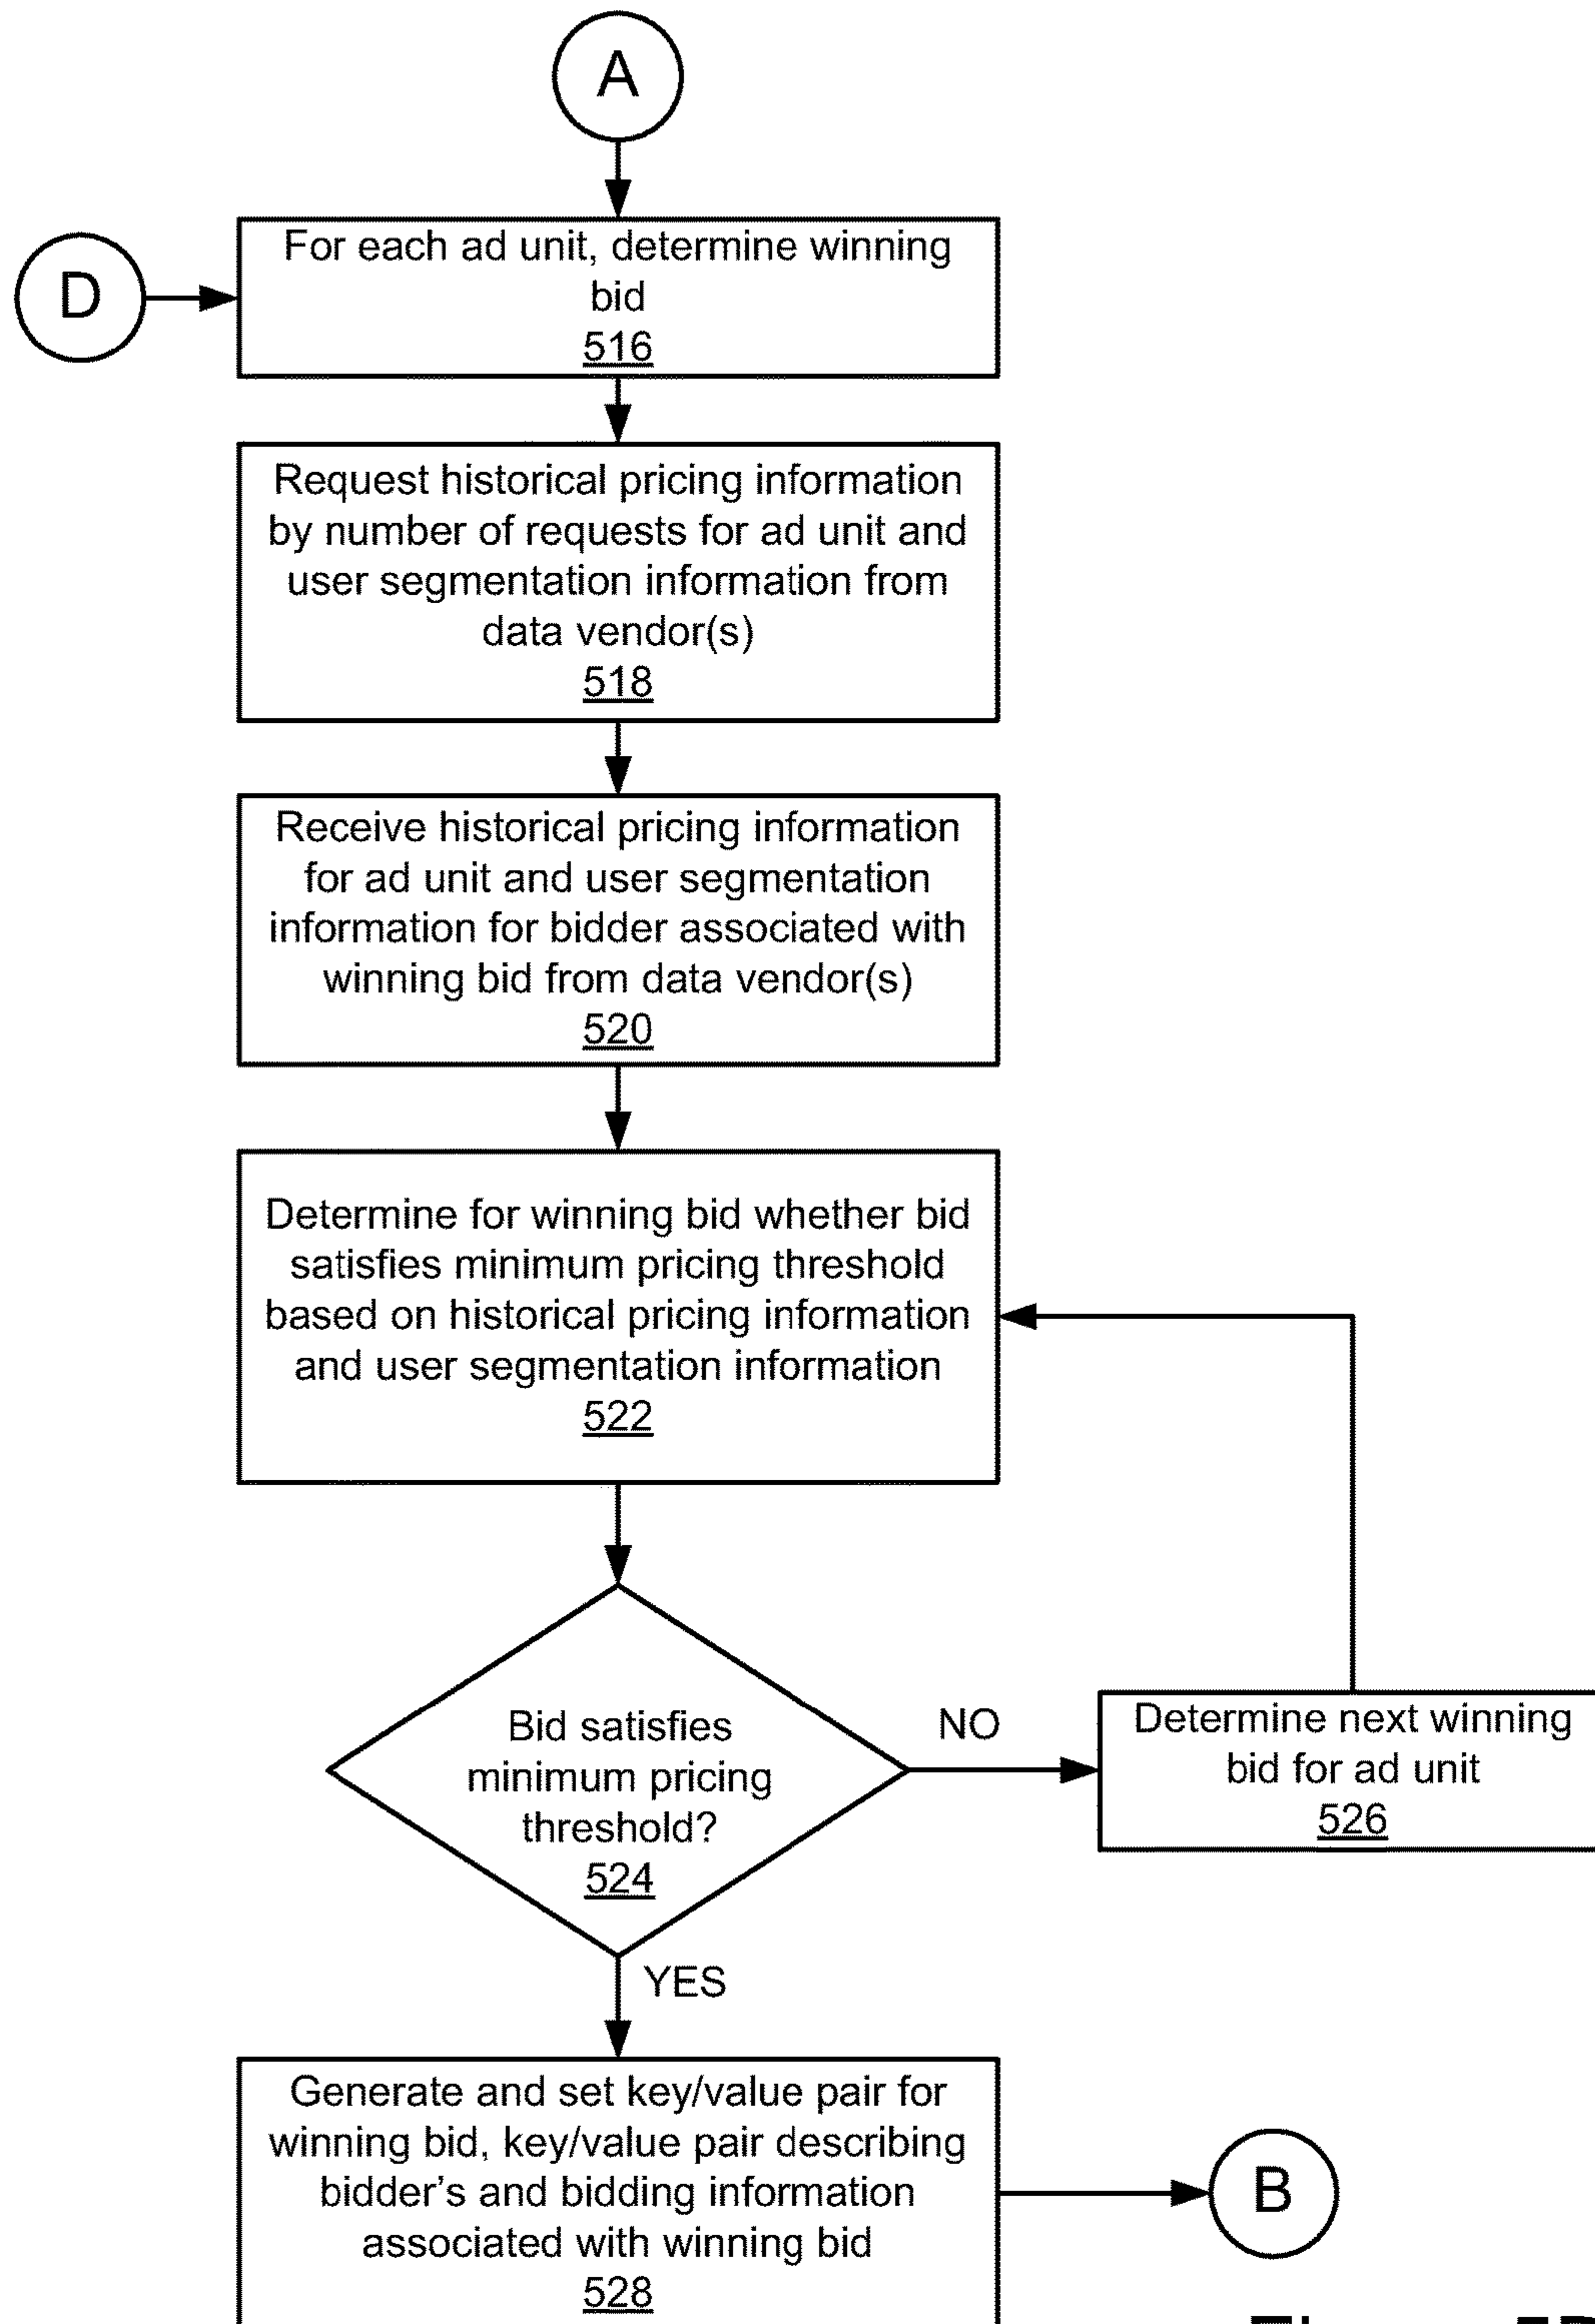 A
D
For each ad unit, determine winning
bid
516
Request historical pricing information
by number of requests for ad unit and
user segmentation information from
data vendor(s)
518
Receive historical pricing information
for ad unit and user segmentation
information for bidder associated with
winning bid from data vendor(s)
520
Determine for winning bid whether bid
satisfies minimum pricing threshold
based on historical pricing information
and user segmentation information
522
Bid satisfies
minimum pricing
threshold?
524
NO
Determine next winning
bid for ad unit
526
YES
Generate and set key/value pair for
winning bid, key/value pair describing
bidder's and bidding information
associated with winning bid
528
B